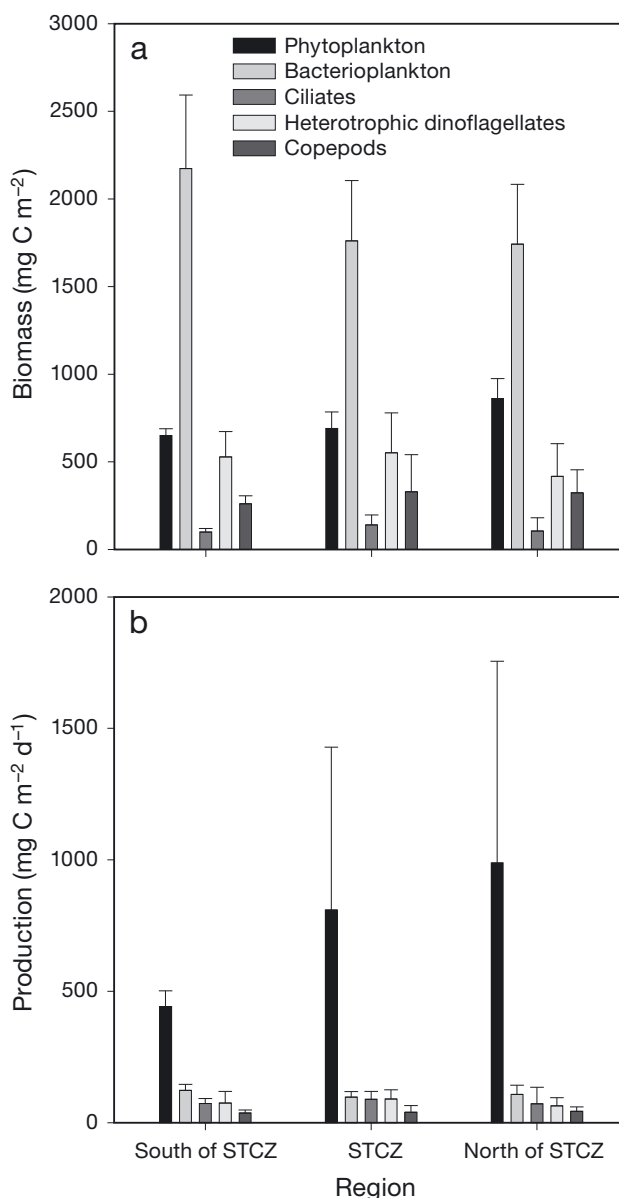 3000
a
Phytoplankton
Bacterioplankton
Ciliates
Heterotrophic dinoflagellates
Copepods
2500
2000
1500
1000
500
0
Biomass (mg C m⁻²)
2000
b
1500
1000
500
0
Production (mg C m⁻² d⁻¹)
South of STCZ STCZ North of STCZ
Region